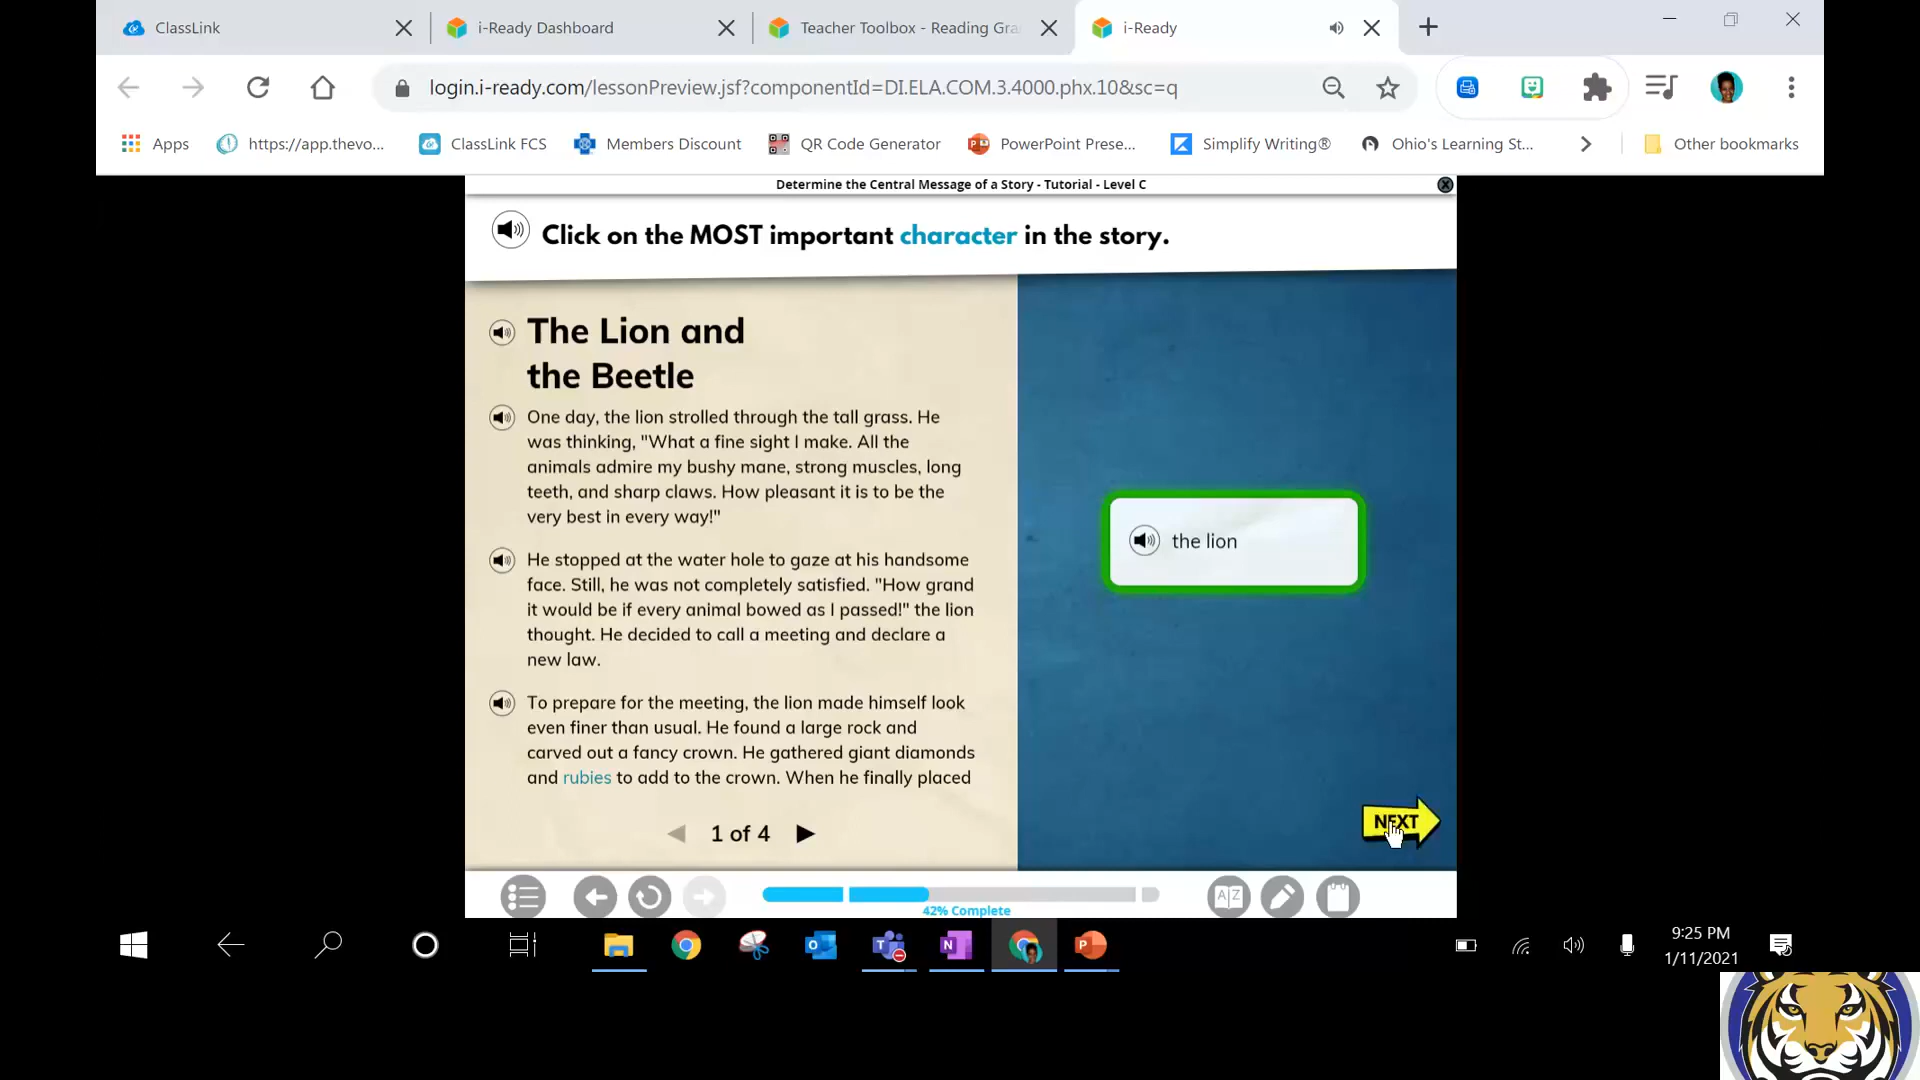 ClassLink
i-Ready Dashboard
Teacher Toolbox - Reading Gra
i-Ready
login.i-ready.com/lessonPreview.jsf?componentId=DI.ELA.COM.3.4000.phx.10&sc=q
Apps
https://app.thevo...
ClassLink FCS
Members Discount
QR Code Generator
PowerPoint Prese...
Simplify Writing®
Ohio's Learning St...
Other bookmarks
Determine the Central Message of a Story - Tutorial - Level C
Click on the MOST important character in the story.
The Lion and
the Beetle
One day, the lion strolled through the tall grass. He
was thinking, "What a fine sight I make. All the
animals admire my bushy mane, strong muscles, long
teeth, and sharp claws. How pleasant it is to be the
very best in every way!"
He stopped at the water hole to gaze at his handsome
face. Still, he was not completely satisfied. "How grand
it would be if every animal bowed as I passed!" the lion
thought. He decided to call a meeting and declare a
new law.
To prepare for the meeting, the lion made himself look
even finer than usual. He found a large rock and
carved out a fancy crown. He gathered giant diamonds
and rubies to add to the crown. When he finally placed
1 of 4
the lion
NEXT
42% Complete
A Z
9:25 PM
1/11/2021